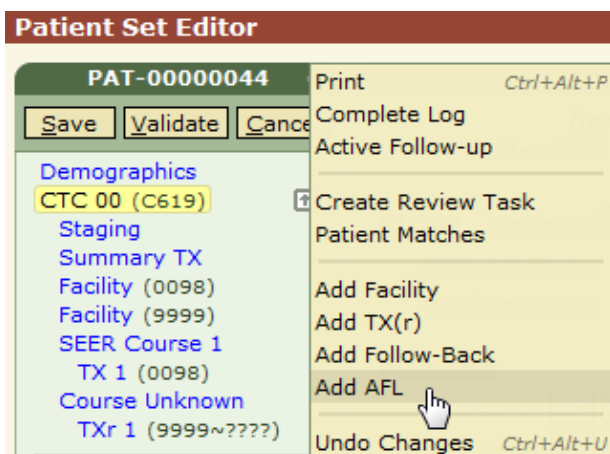 Patient Set Editor
PAT-00000044
Save Validate Cance
Demographics
CTC 00 (C619)
Staging
Summary TX
Facility (0098)
Facility (9999)
SEER Course 1
TX 1 (0098)
Course Unknown
TXr 1 (9999~????)
Print Ctrl+Alt+P
Complete Log
Active Follow-up
Create Review Task
Patient Matches
Add Facility
Add TX(r)
Add Follow-Back
Add AFL
Undo Changes Ctrl+Alt+U